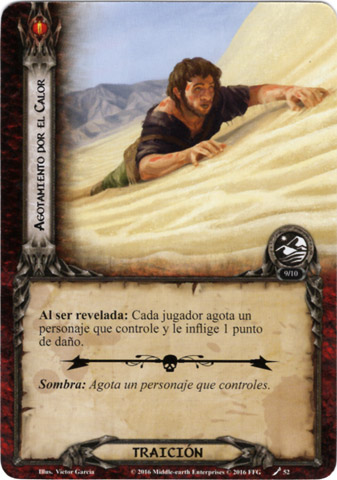 AGOTAMIENTO POR EL CALOR
9/10
Al ser revelada: Cada jugador agota un
personaje que controle y le inflige 1 punto
de daño.
Sombra: Agota un personaje que controles.
TRAICIÓN
Illus. Victor Garcia © 2016 Middle-earth Enterprises © 2016 FFG 52